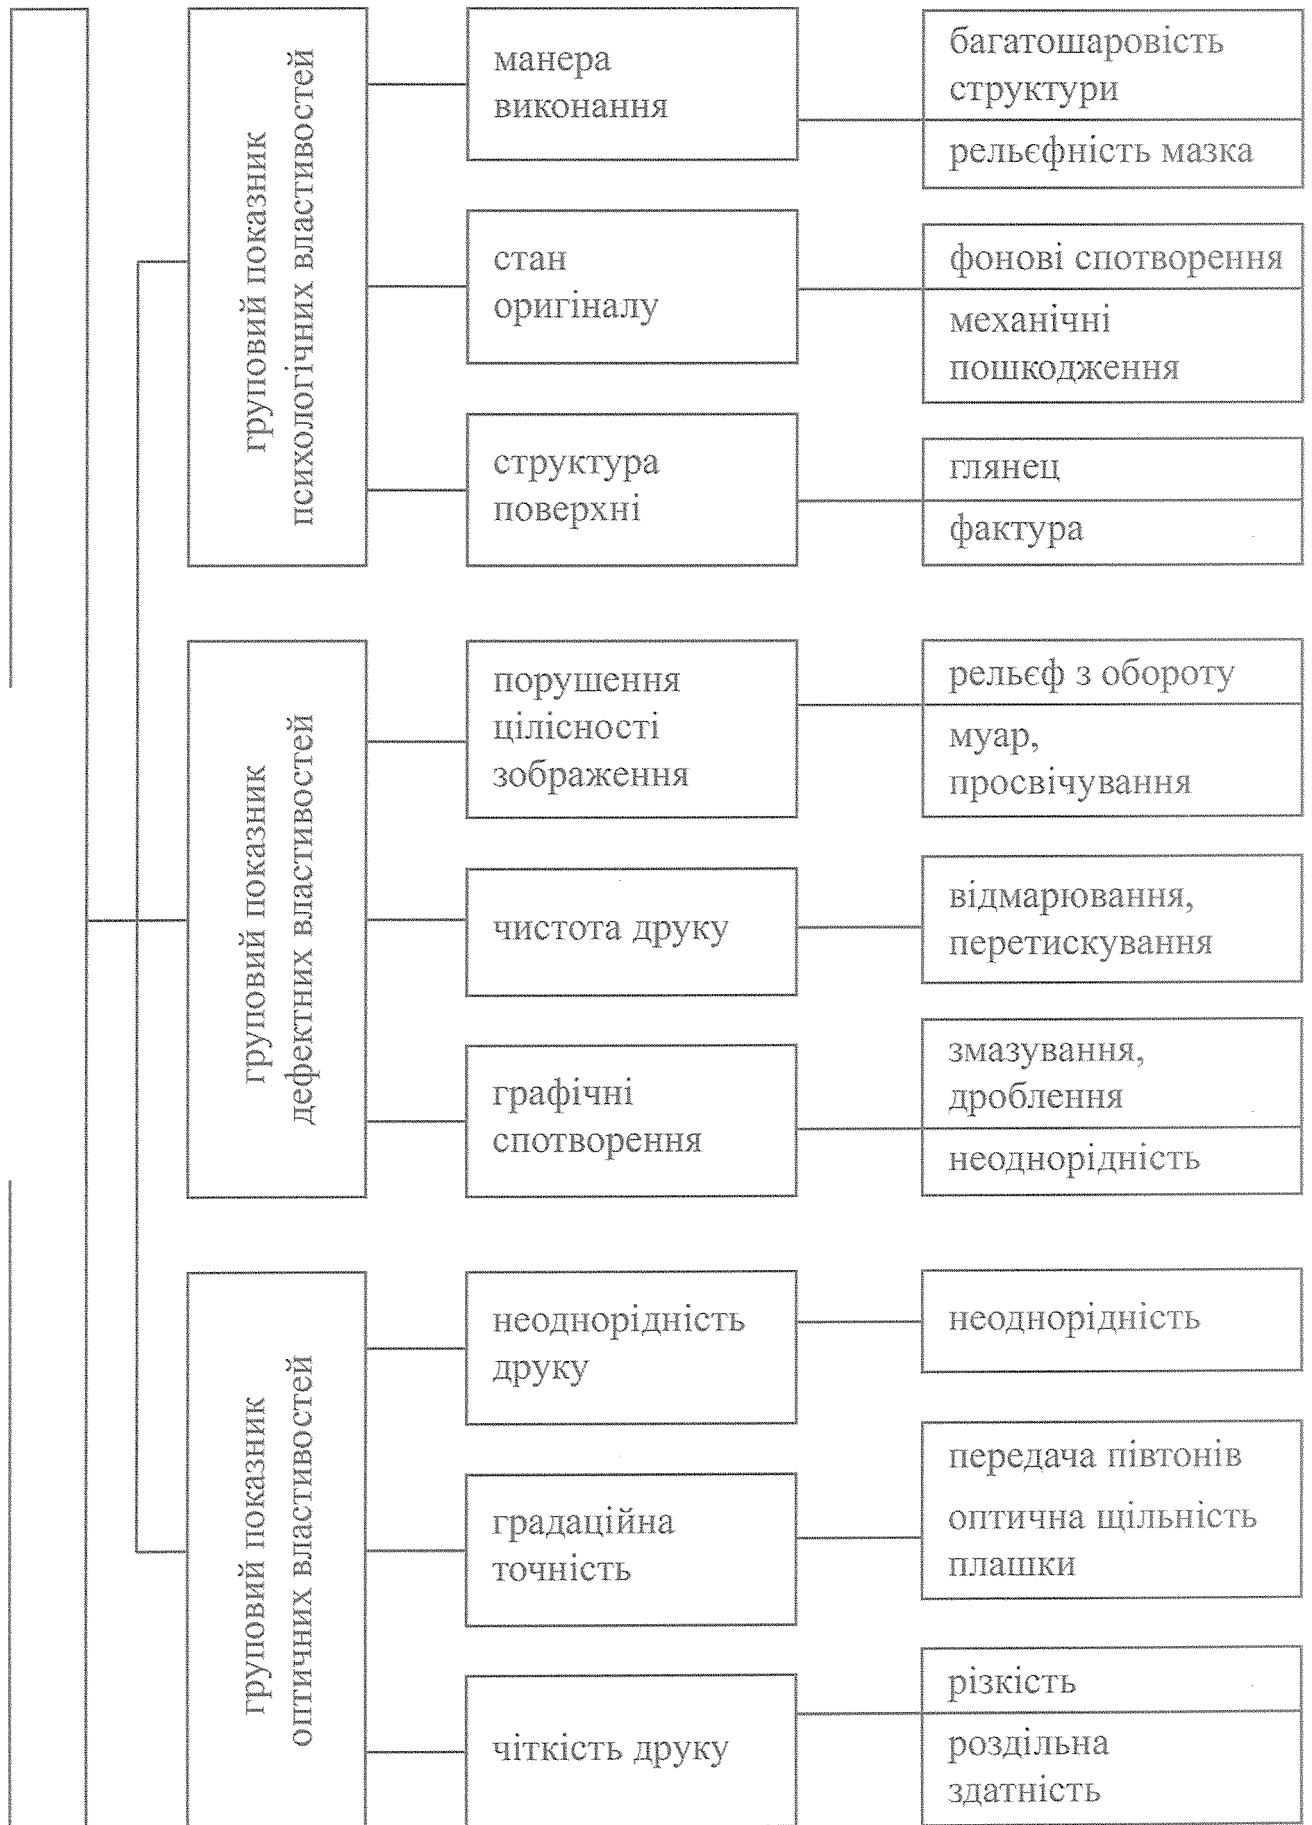 груповий показник
психологічних властивостей
манера
виконання
багатошаровість
структури
рельєфність мазка
стан
оригіналу
фонові спотворення
механічні
пошкодження
структура
поверхні
глянец
фактура
груповий показник
дефектних властивостей
порушення
цілісності
зображення
рельєф з обороту
муар,
просвічування
чистота друку
відмарювання,
перетискування
графічні
спотворення
змазування,
дроблення
неоднорідність
груповий показник
оптичних властивостей
неоднорідність
друку
неоднорідність
градаційна
точність
передача півтонів
оптична щільність
плашки
чіткість друку
різкість
роздільна
здатність